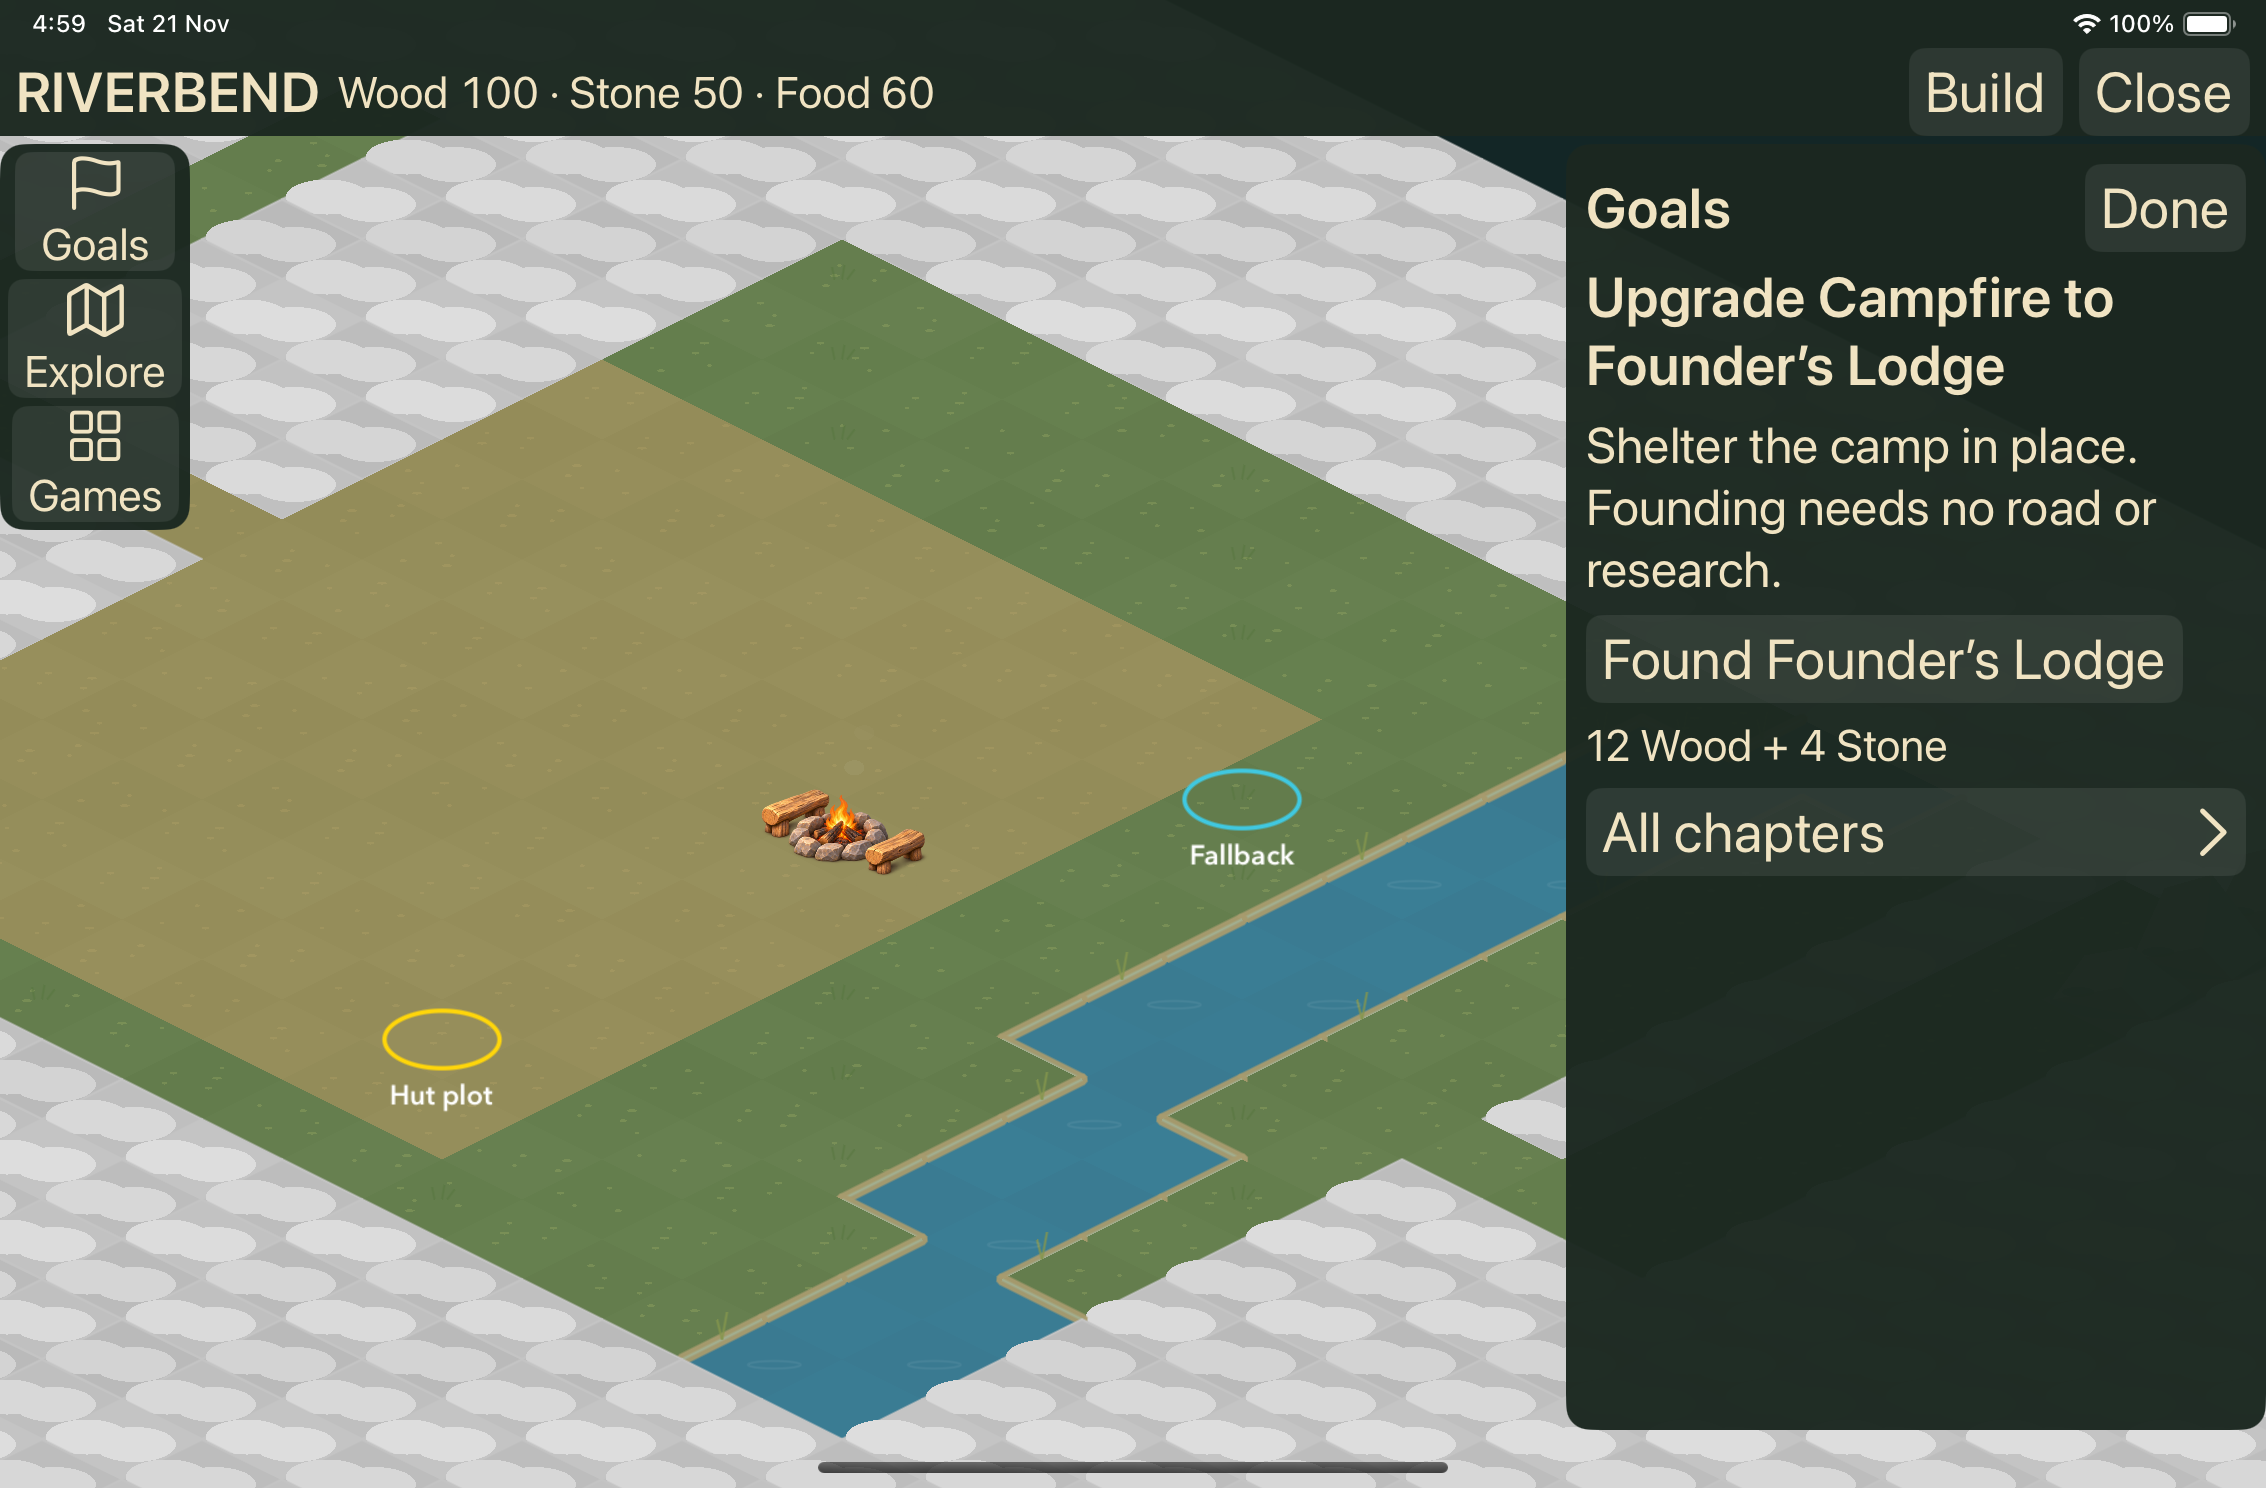 4:59 Sat 21 Nov
100%
RIVERBEND Wood 100 · Stone 50 · Food 60
Build
Close
Goals
Explore
Games
Goals
Done
Upgrade Campfire to
Founder’s Lodge
Shelter the camp in place.
Founding needs no road or
research.
Found Founder’s Lodge
12 Wood + 4 Stone
All chapters
Fallback
Hut plot